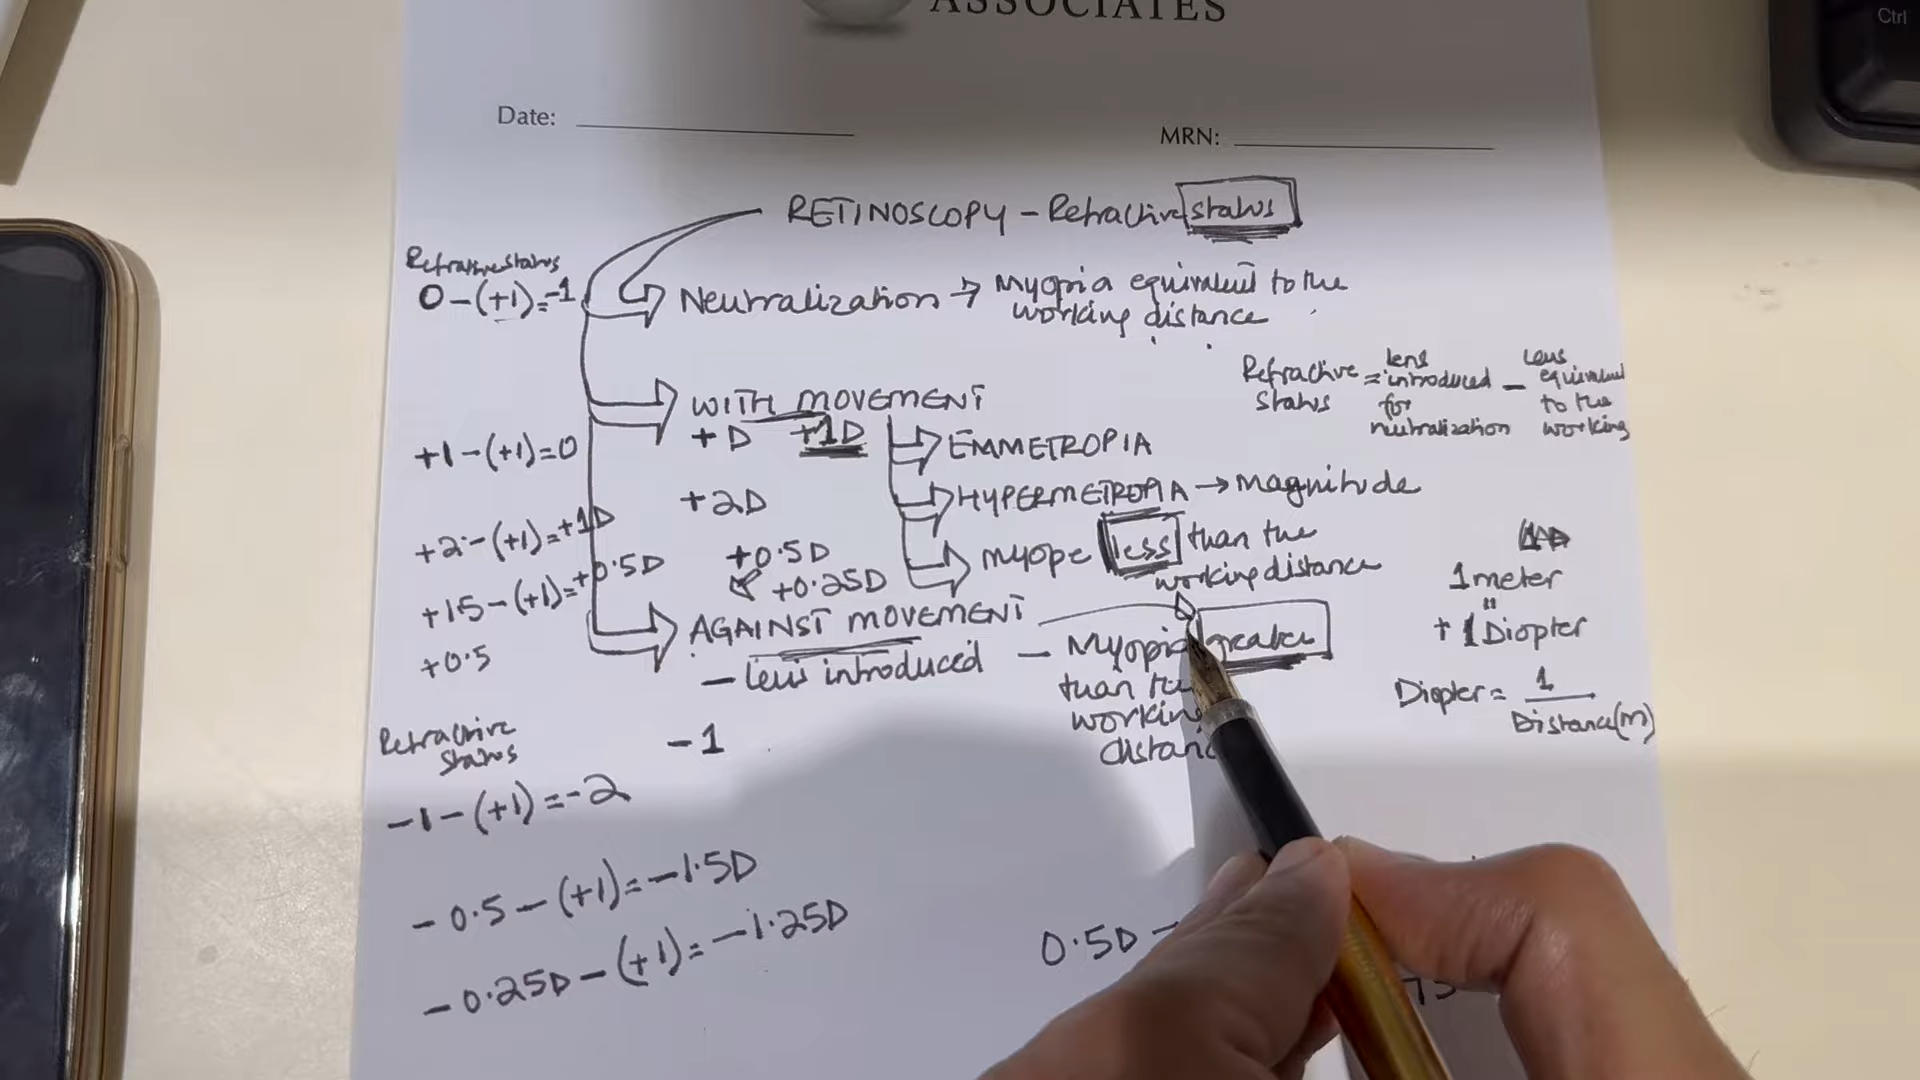 ASSOCIATES
Ctrl
Date:
MRN:
RETINOSCOPY - Refractive status
Refractive status
0-(+1)=-1
Neutralization → Myopia equivalent to the
working distance
Refractive status = lens introduced for neutralization - Lens equivalent to the working
WITH MOVEMENT
+D +1D
EMMETROPIA
+1-(+1)=0
HYPERMETROPIA → magnitude
+2D
myope less than the
working distance
+2-(+1)=+1D
+0.5D
+1.5-(+1)=+0.5D
+0.25D
1 meter
"
+1 Diopter
AGAINST MOVEMENT
+0.5
- lens introduced
- Myopia greater
than
Diopter = 1
Distance(m)
Refractive
status
-1
-1-(+1)=-2
-0.5-(+1)=-1.5D
-0.25D-(+1)=-1.25D
0.5D -